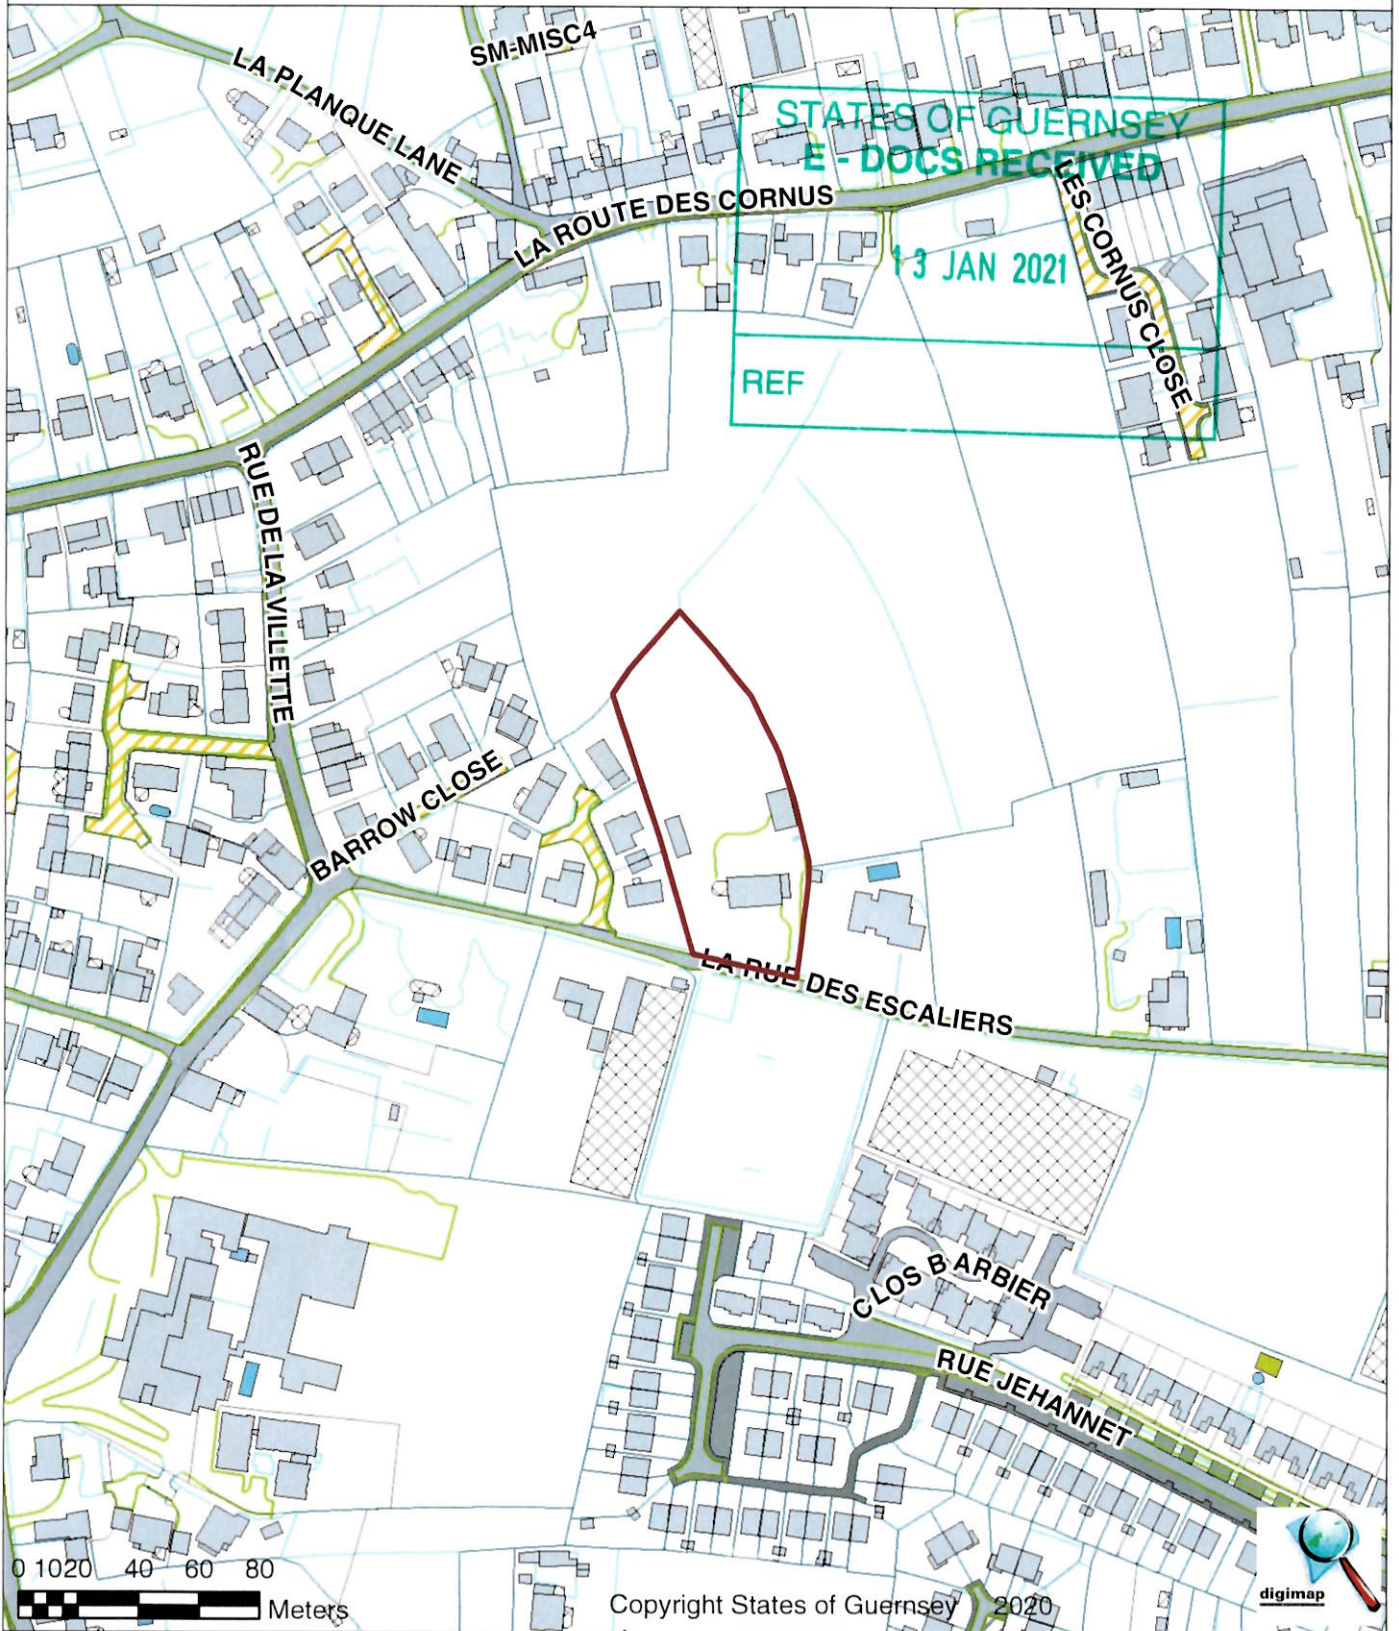 SM-MISC4
LA PLANQUE LANE
STATES OF GUERNSEY
E - DOCS RECEIVED
LA ROUTE DES CORNUS
LES CORNUS CLOSE
13 JAN 2021
REF
RUE DE LA VILLETTE
BARROW CLOSE
LA RUE DES ESCALIERS
CLOS BARBIER
RUE JEHANNET
0 10 20 40 60 80
Meters
Copyright States of Guernsey 2020
digimap